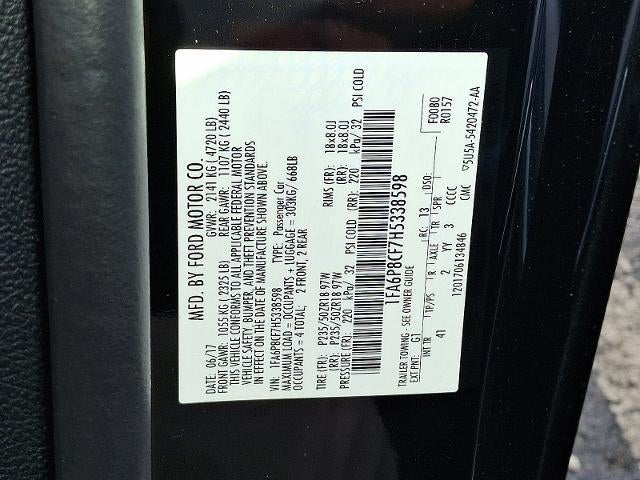 MFD. BY FORD MOTOR CO.
DATE: 06/17 GVWR: 2141 KG ( 4720 LB)
FRONT GAWR: 1055 KG ( 2325 LB) REAR GAWR: 1107 KG ( 2440 LB)
THIS VEHICLE CONFORMS TO ALL APPLICABLE FEDERAL MOTOR
VEHICLE SAFETY, BUMPER, AND THEFT PREVENTION STANDARDS
IN EFFECT ON THE DATE OF MANUFACTURE SHOWN ABOVE.
VIN: 1FA6P8CF7H5338598 TYPE: Passenger Car
MAXIMUM LOAD = OCCUPANTS + LUGGAGE = 303KG/ 668LB
OCCUPANTS = 4 TOTAL: 2 FRONT, 2 REAR
TIRE (FR): P235/50ZR18 97W RIMS (FR): 18x8.0J
(RR): P235/50ZR18 97W (RR): 18x8.0J
PRESSURE (FR): 220 kPa/ 32 PSI COLD (RR): 220 kPa/ 32 PSI COLD
1FA6P8CF7H5338598
TRAILER TOWING - SEE OWNER GUIDE F0080
EXT PNT: G1 RC: 13 DSO: R0157
INT TR TP/PS R AXLE TR SPR
41 2 YY 3 CCCC
1201706134846 CMC ▽5U5A-5420472-AA